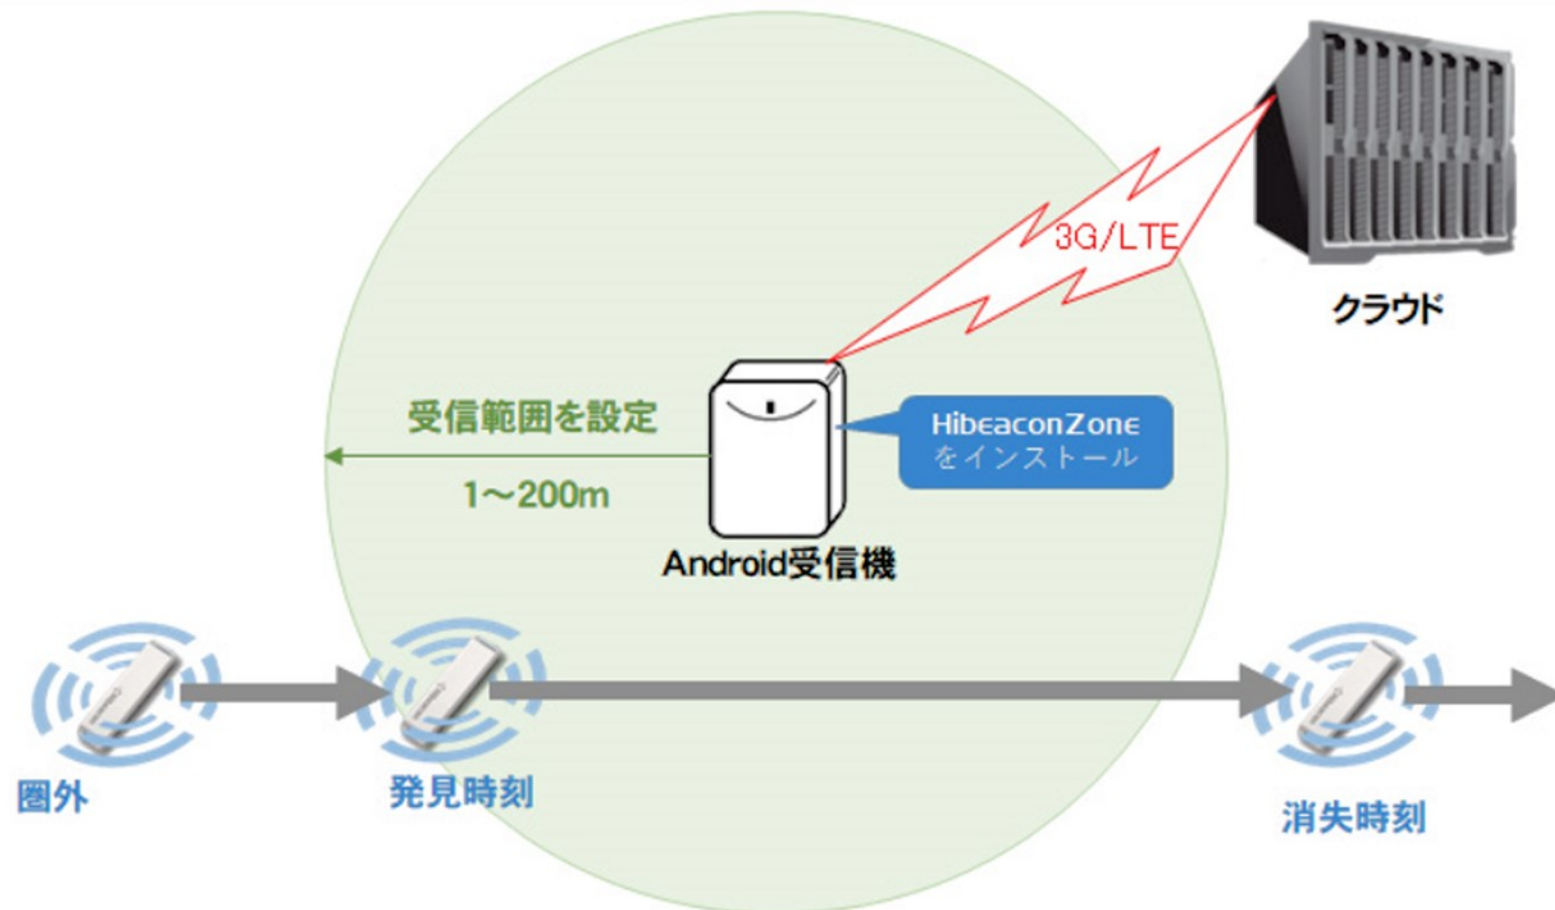 3G/LTE
クラウド
受信範囲を設定
1～200m
HibeaconZone
をインストール
Android受信機
圏外
発見時刻
消失時刻